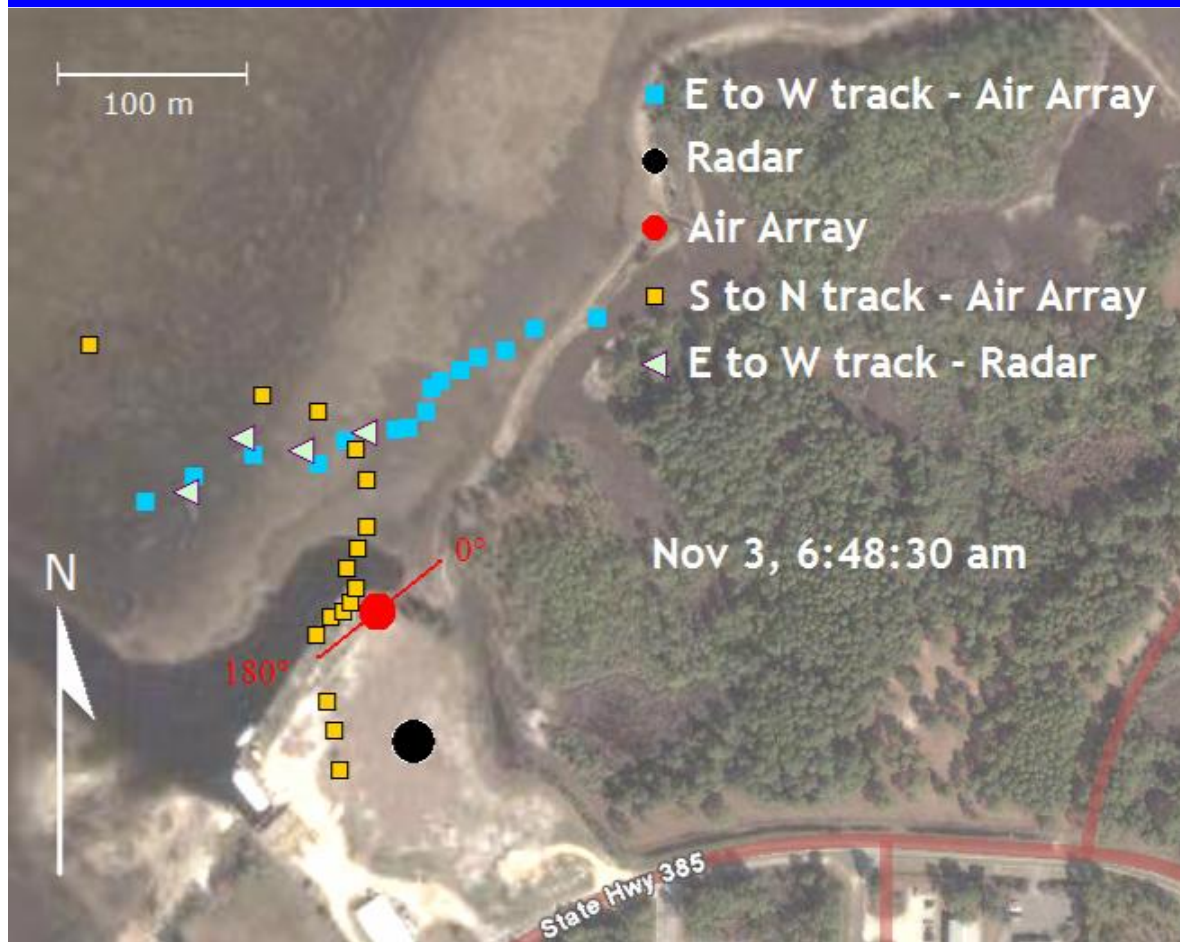 100 m
E to W track - Air Array
Radar
Air Array
S to N track - Air Array
E to W track - Radar
N
0°
Nov 3, 6:48:30 am
180°
State Hwy 385